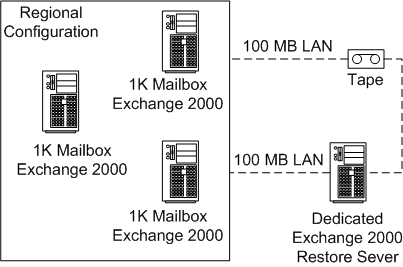 Regional
Configuration
1K Mailbox
Exchange 2000
1K Mailbox
Exchange 2000
1K Mailbox
Exchange 2000
100 MB LAN
Tape
100 MB LAN
Dedicated
Exchange 2000
Restore Sever